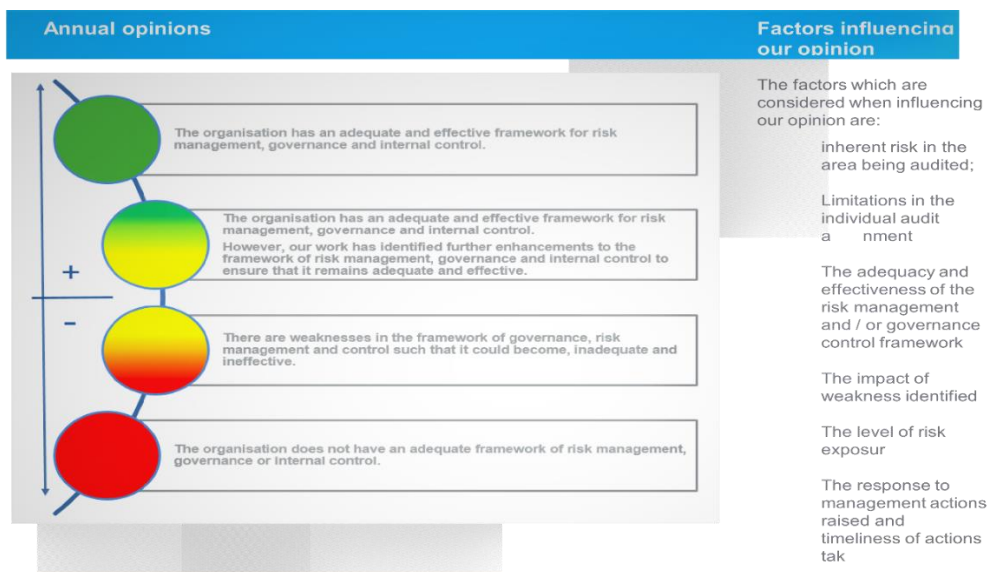 Annual opinions
The organisation has an adequate and effective framework for risk
management, governance and internal control.
The organisation has an adequate and effective framework for risk
management, governance and internal control.
However, our work has identified further enhancements to the
framework of risk management, governance and internal control to
ensure that it remains adequate and effective.
+
-
There are weaknesses in the framework of governance, risk
management and control such that it could become, inadequate and
ineffective.
The organisation does not have an adequate framework of risk management,
governance or Internal control.
Factors influencing
our opinion
The factors which are
considered when influencing
our opinion are:
inherent risk in the
area being audited;
Limitations in the
individual audit
a nment
The adequacy and
effectiveness of the
risk management
and / or governance
control framework
The impact of
weakness identified
The level of risk
exposur
The response to
management actions
raised and
timeliness of actions
tak